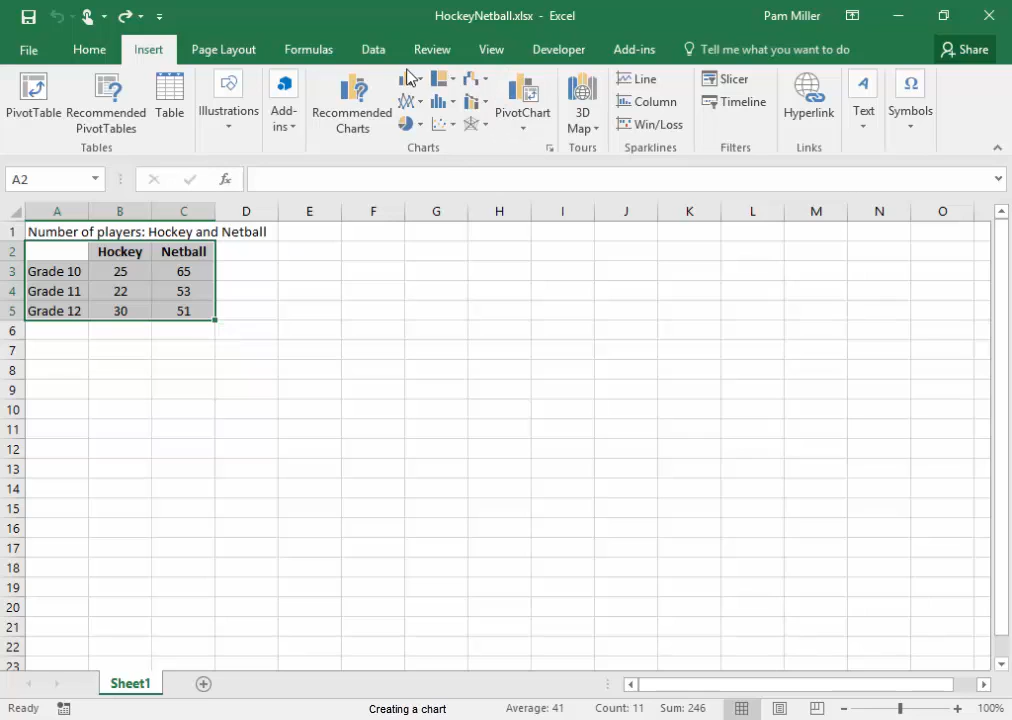 HockeyNetball.xlsx - Excel
Pam Miller
File Home Insert Page Layout Formulas Data Review View Developer Add-ins Tell me what you want to do Share
PivotTable
Recommended
PivotTables
Table
Illustrations
Add-
ins
Recommended
Charts
PivotChart
3D
Map
Line
Column
Win/Loss
Slicer
Timeline
Hyperlink
Text
Symbols
Tables Charts Tours Sparklines Filters Links
A2 fx
A B C D E F G H I J K L M N O
1 Number of players: Hockey and Netball
2 Hockey Netball
3 Grade 10 25 65
4 Grade 11 22 53
5 Grade 12 30 51
6
7
8
9
10
11
12
13
14
15
16
17
18
19
20
21
22
23
Sheet1
Ready Creating a chart Average: 41 Count: 11 Sum: 246 100%